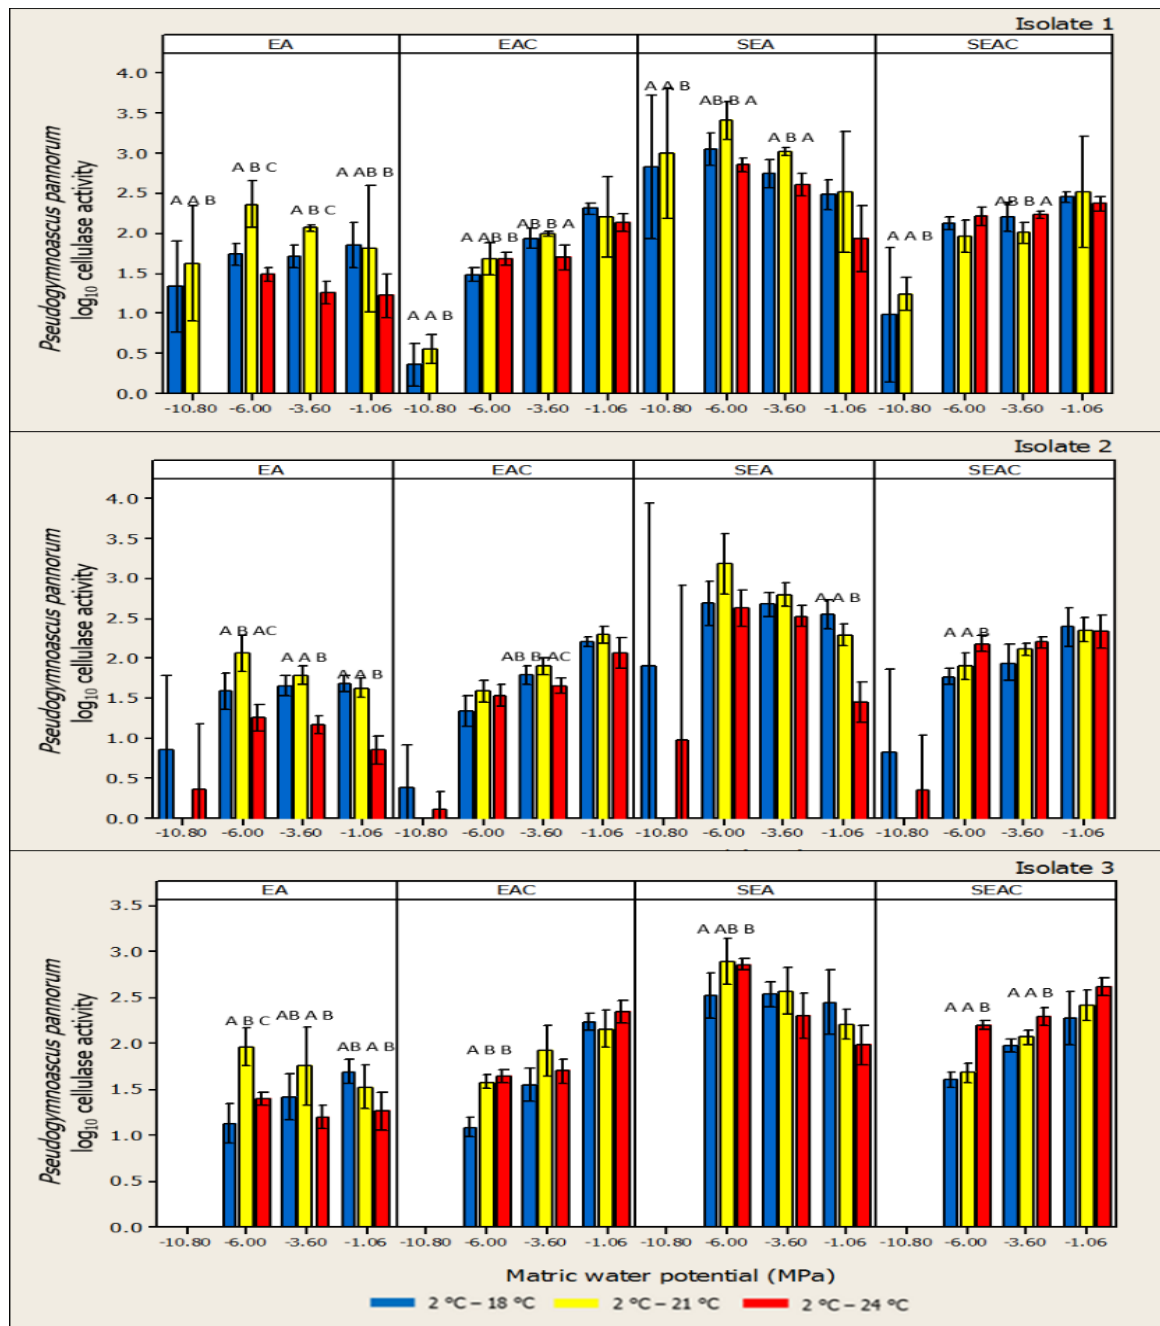 Isolate 1
EA EAC SEA SEAC
Pseudogymnoascus pannorum
log10 cellulase activity
4.0
3.5
3.0
2.5
2.0
1.5
1.0
0.5
0.0
A A B
A B C
A B C
A AB B
A A B
A AB B
AB B A
A A B
AB B A
A B A
A A B
AB B A
-10.80 -6.00 -3.60 -1.06 -10.80 -6.00 -3.60 -1.06 -10.80 -6.00 -3.60 -1.06 -10.80 -6.00 -3.60 -1.06
Isolate 2
EA EAC SEA SEAC
Pseudogymnoascus pannorum
log10 cellulase activity
4.0
3.5
3.0
2.5
2.0
1.5
1.0
0.5
0.0
A B AC
A A B
A A B
AB B AC
A A B
A A B
-10.80 -6.00 -3.60 -1.06 -10.80 -6.00 -3.60 -1.06 -10.80 -6.00 -3.60 -1.06 -10.80 -6.00 -3.60 -1.06
Isolate 3
EA EAC SEA SEAC
Pseudogymnoascus pannorum
log10 cellulase activity
3.5
3.0
2.5
2.0
1.5
1.0
0.5
0.0
A B C
AB A B
AB A B
A B B
A AB B
A A B
A A B
-10.80 -6.00 -3.60 -1.06 -10.80 -6.00 -3.60 -1.06 -10.80 -6.00 -3.60 -1.06 -10.80 -6.00 -3.60 -1.06
Matric water potential (MPa)
2 °C – 18 °C 2 °C – 21 °C 2 °C – 24 °C